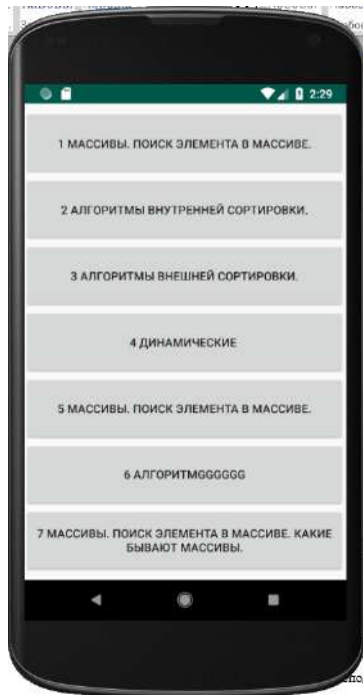 2:29
1 МАССИВЫ. ПОИСК ЭЛЕМЕНТА В МАССИВЕ.
2 АЛГОРИТМЫ ВНУТРЕННЕЙ СОРТИРОВКИ.
3 АЛГОРИТМЫ ВНЕШНЕЙ СОРТИРОВКИ.
4 ДИНАМИЧЕСКИЕ
5 МАССИВЫ. ПОИСК ЭЛЕМЕНТА В МАССИВЕ.
6 АЛГОРИТМGGGGGG
7 МАССИВЫ. ПОИСК ЭЛЕМЕНТА В МАССИВЕ. КАКИЕ
БЫВАЮТ МАССИВЫ.